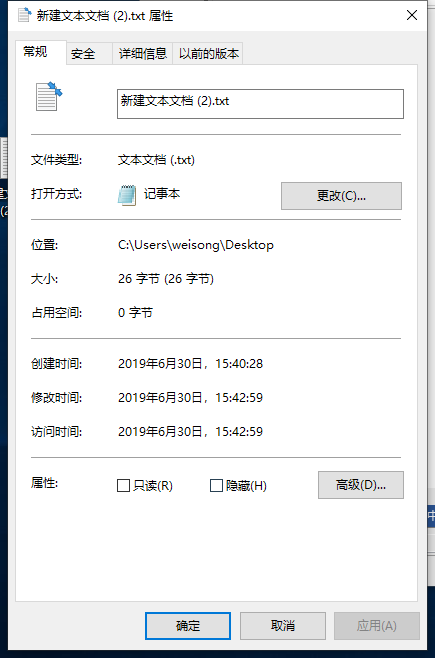 新建文本文档 (2).txt 属性
常规 安全 详细信息 以前的版本
新建文本文档 (2).txt
文件类型: 文本文档 (.txt)
打开方式: 记事本 更改(C)...
位置: C:\Users\weisong\Desktop
大小: 26 字节 (26 字节)
占用空间: 0 字节
创建时间: 2019年6月30日，15:40:28
修改时间: 2019年6月30日，15:42:59
访问时间: 2019年6月30日，15:42:59
属性: 只读(R) 隐藏(H) 高级(D)...
确定 取消 应用(A)